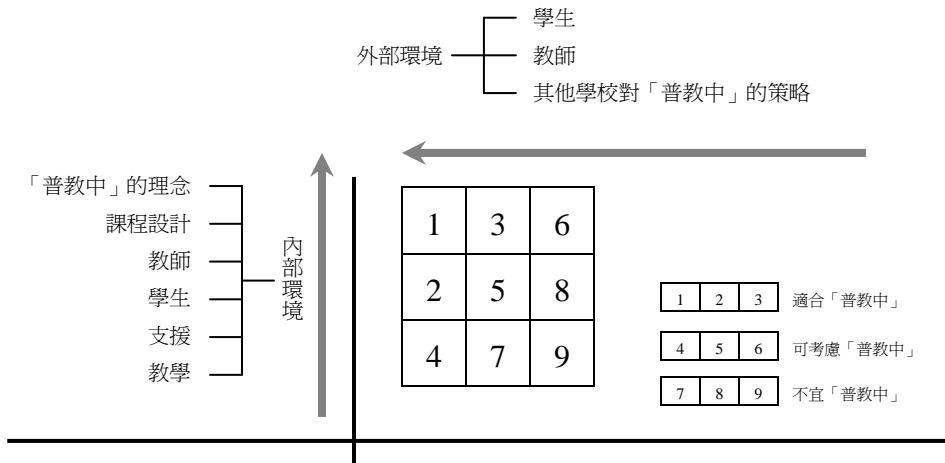 學生
外部環境
教師
其他學校對「普教中」的策略
「普教中」的理念
課程設計
教師
學生
支援
教學
內部環境
1 3 6
2 5 8
4 7 9
1 2 3 適合「普教中」
4 5 6 可考慮「普教中」
7 8 9 不宜「普教中」